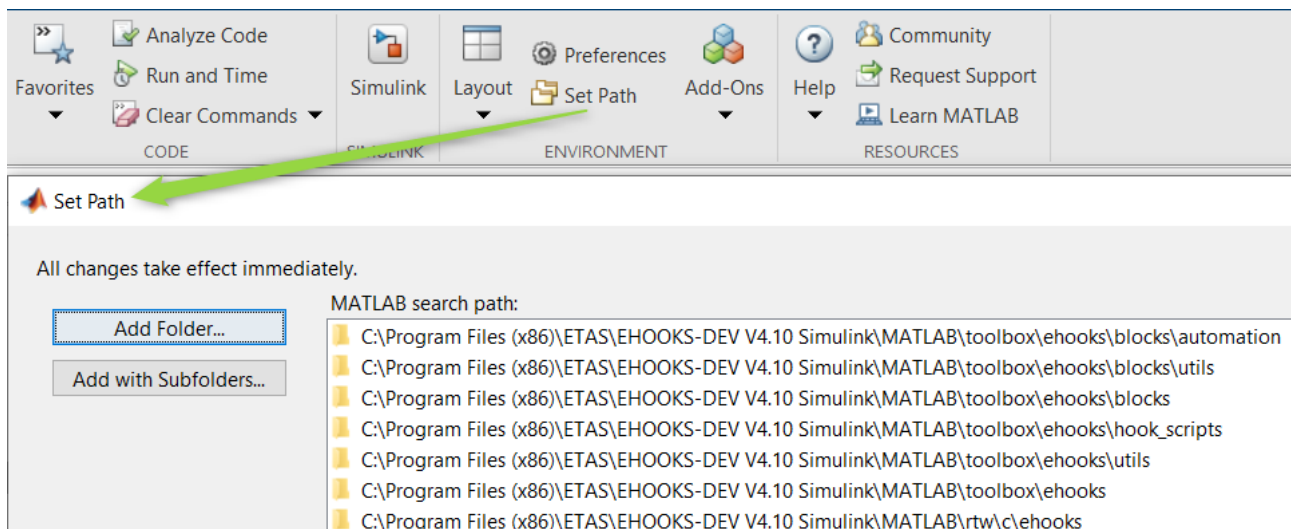 Favorites
Analyze Code
Run and Time
Clear Commands
CODE
Simulink
SIMULINK
Layout
Preferences
Set Path
Add-Ons
ENVIRONMENT
Help
Community
Request Support
Learn MATLAB
RESOURCES
Set Path
All changes take effect immediately.
MATLAB search path:
Add Folder...
Add with Subfolders...
C:\Program Files (x86)\ETAS\EHOOKS-DEV V4.10 Simulink\MATLAB\toolbox\ehooks\blocks\automation
C:\Program Files (x86)\ETAS\EHOOKS-DEV V4.10 Simulink\MATLAB\toolbox\ehooks\blocks\utils
C:\Program Files (x86)\ETAS\EHOOKS-DEV V4.10 Simulink\MATLAB\toolbox\ehooks\blocks
C:\Program Files (x86)\ETAS\EHOOKS-DEV V4.10 Simulink\MATLAB\toolbox\ehooks\hook_scripts
C:\Program Files (x86)\ETAS\EHOOKS-DEV V4.10 Simulink\MATLAB\toolbox\ehooks\utils
C:\Program Files (x86)\ETAS\EHOOKS-DEV V4.10 Simulink\MATLAB\toolbox\ehooks
C:\Program Files (x86)\ETAS\EHOOKS-DEV V4.10 Simulink\MATLAB\rtw\c\ehooks